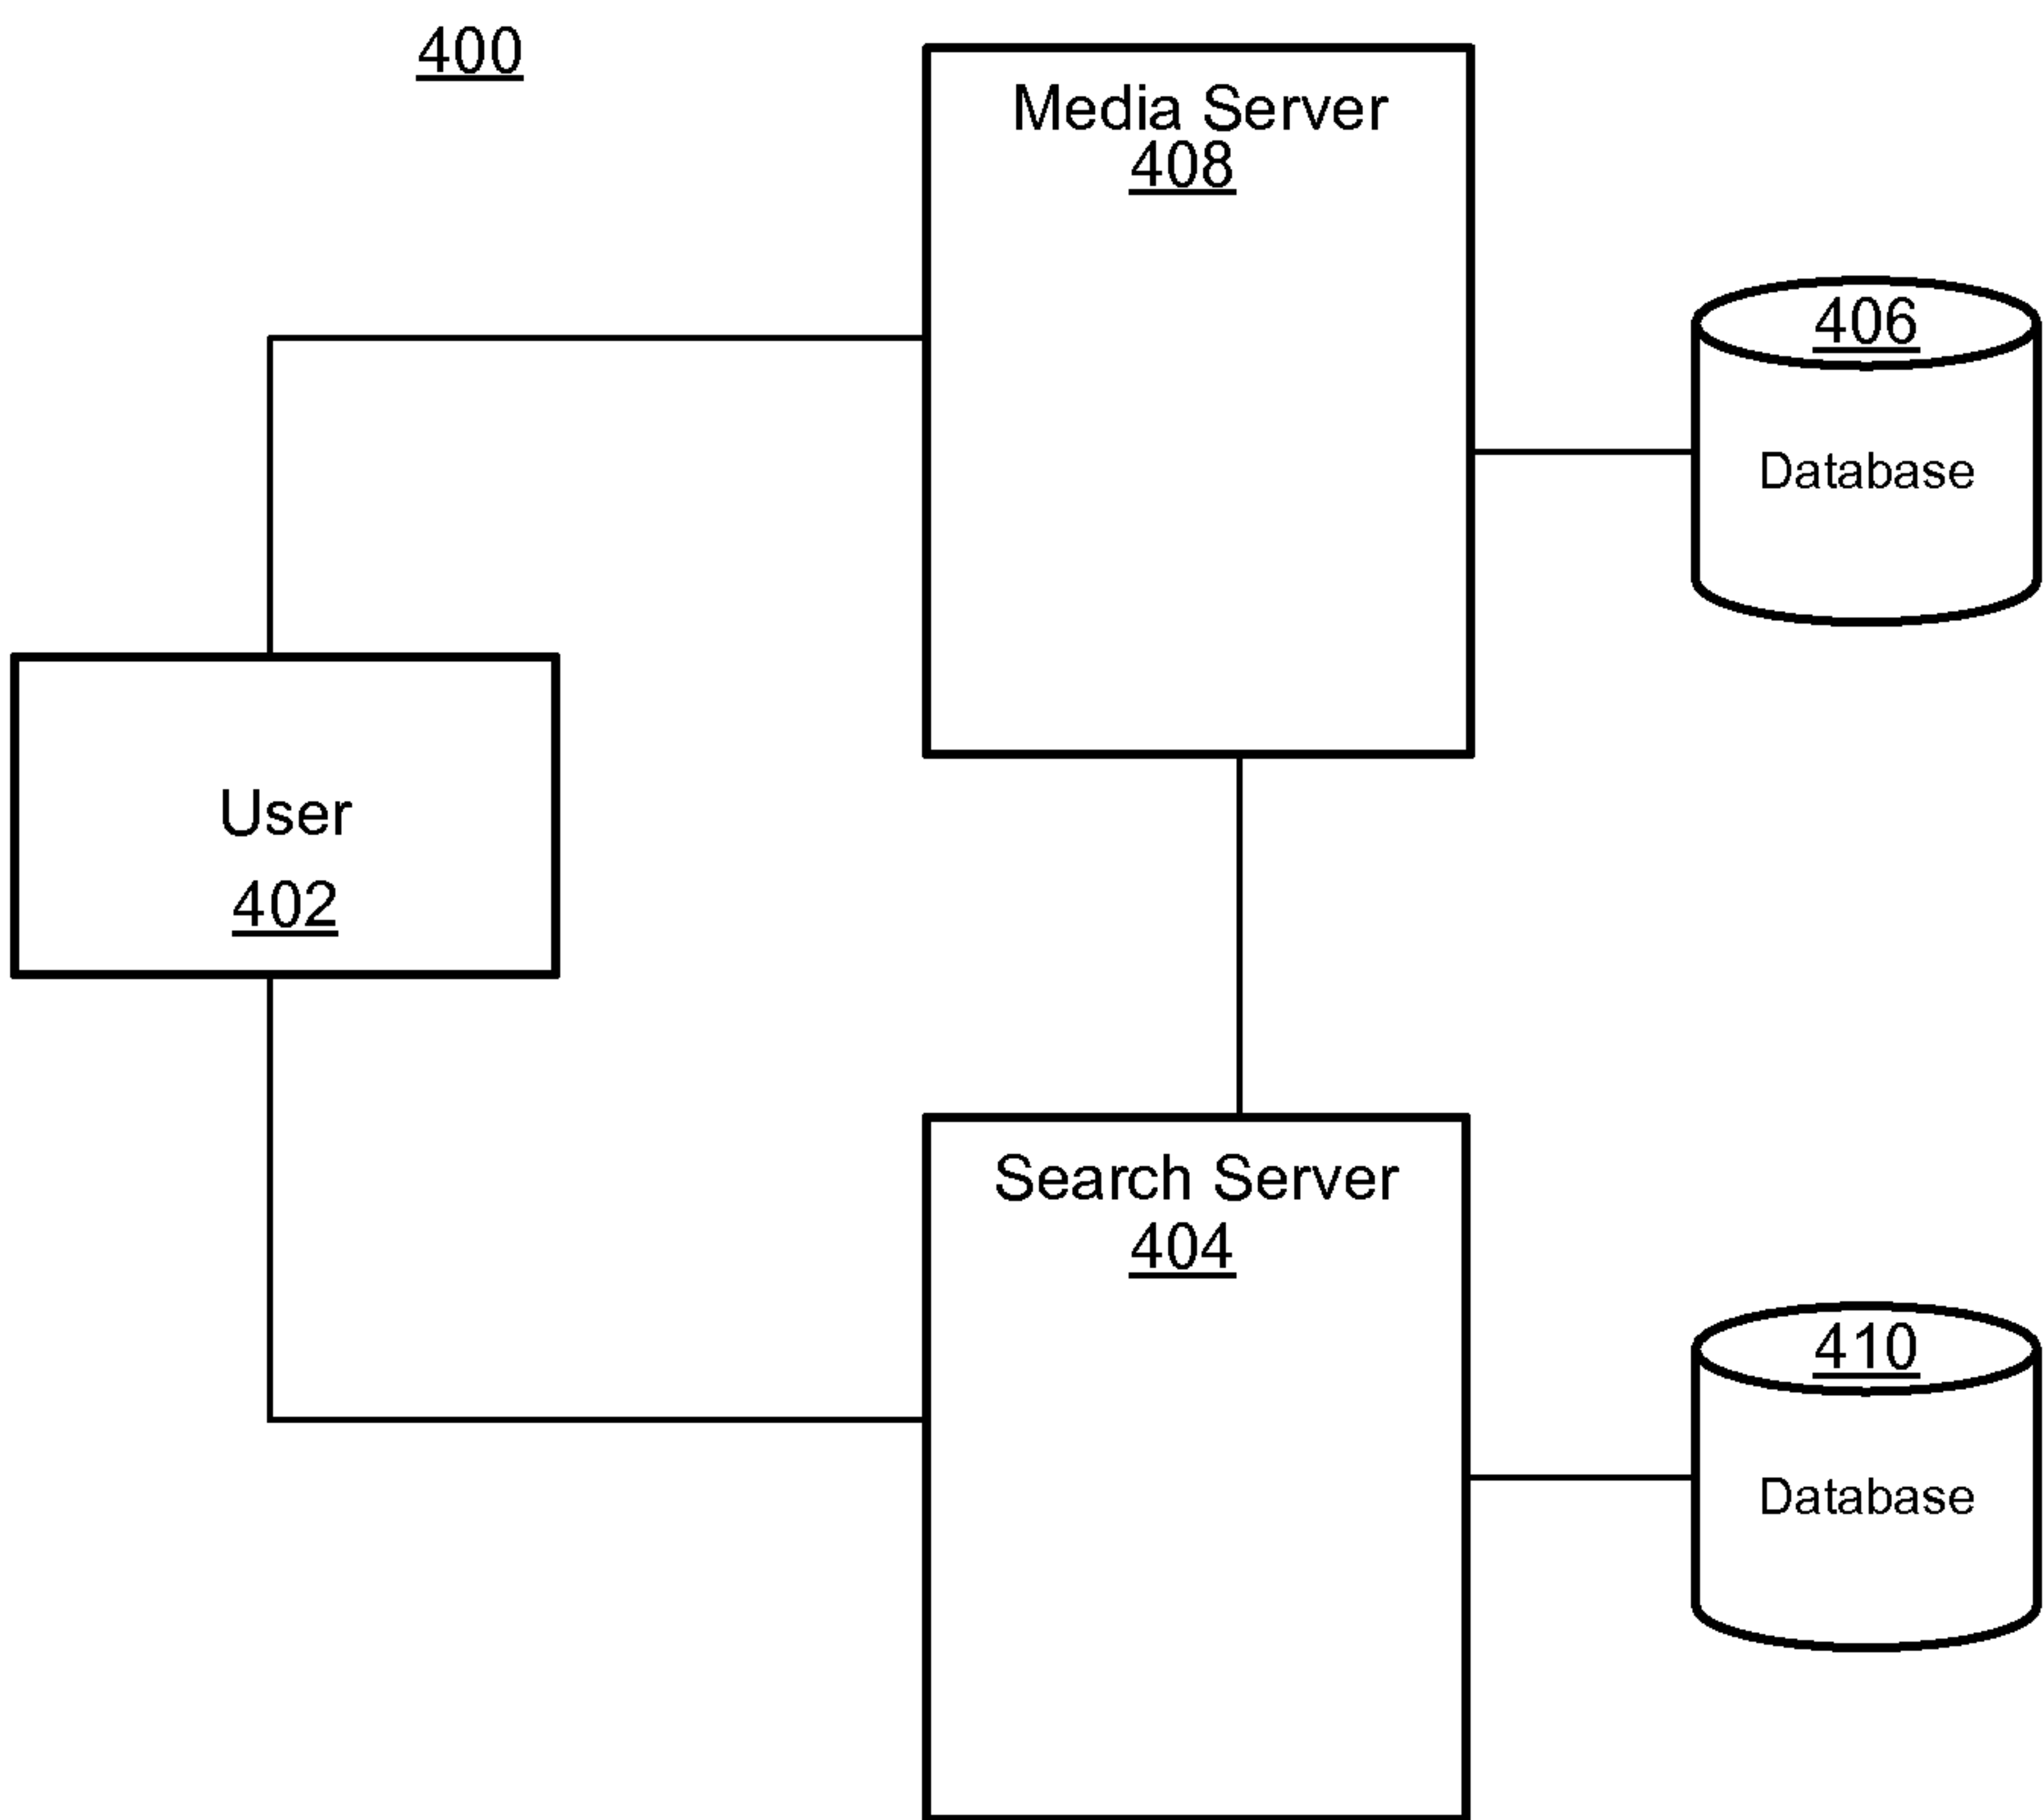 400
Media Server
408
406
Database
User
402
Search Server
404
410
Database